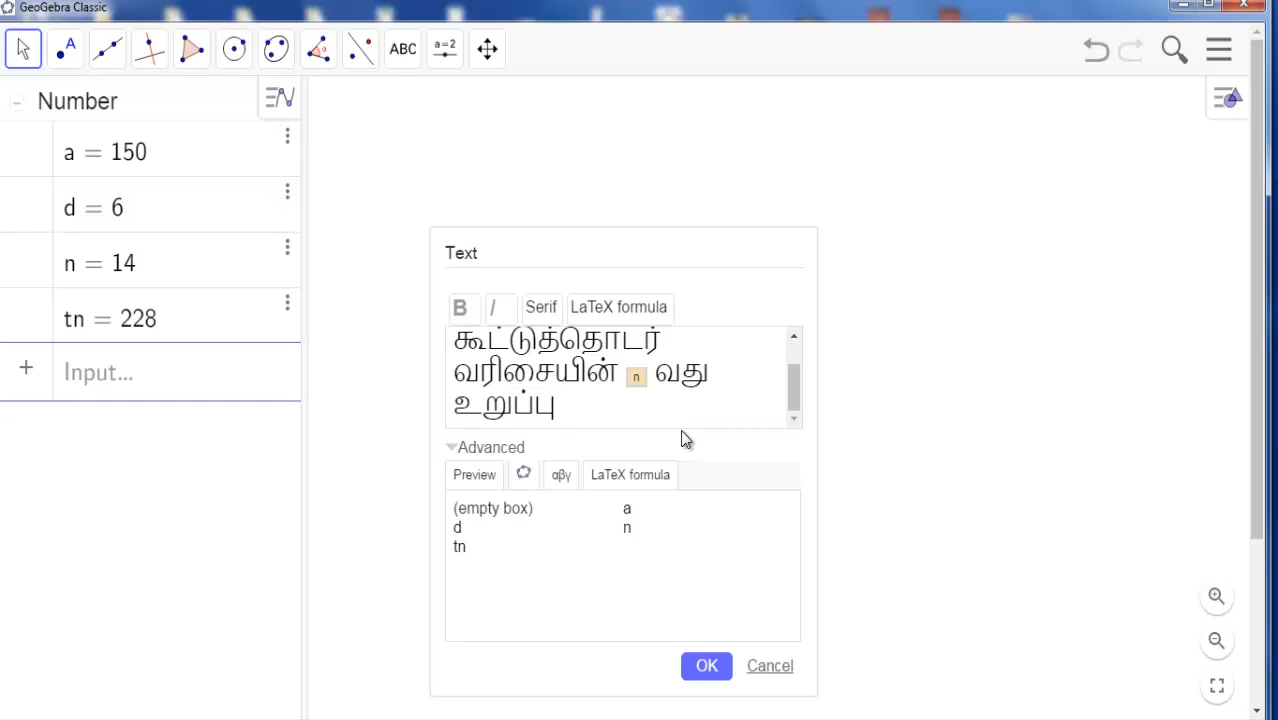 GeoGebra Classic
ABC
a=2
Number
a = 150
d = 6
n = 14
tn = 228
Input...
Text
B I Serif LaTeX formula
கூட்டுத்தொடர்
வரிசையின் n வது
உறுப்பு
Advanced
Preview αβγ LaTeX formula
(empty box) a
d n
tn
OK Cancel